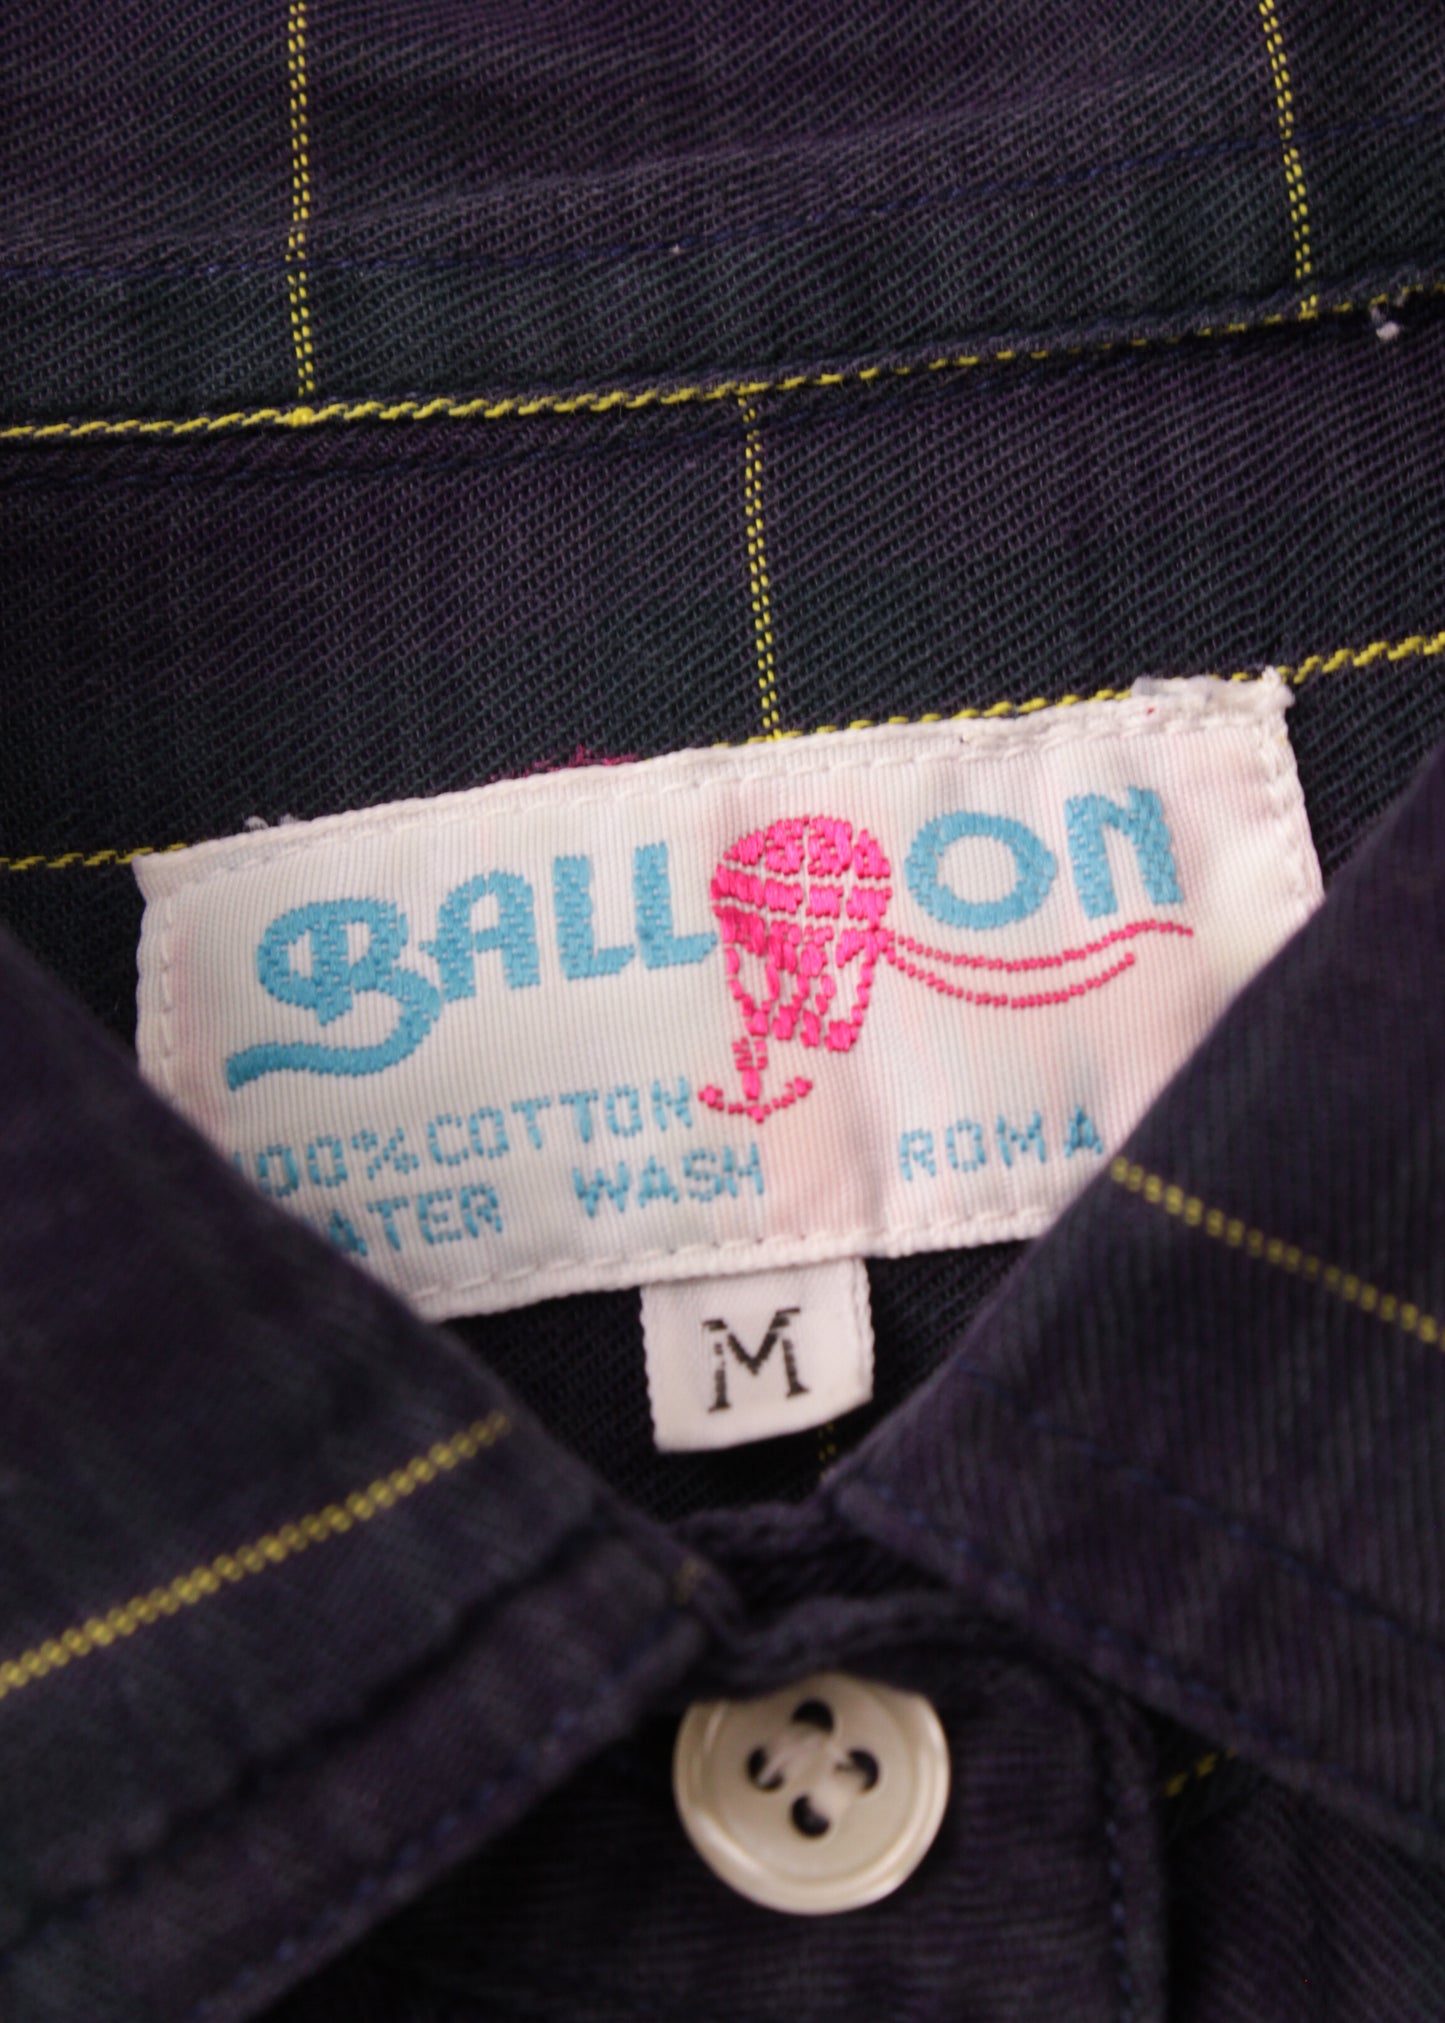 BALLOON
100% COTTON
WATER WASH ROMA
M